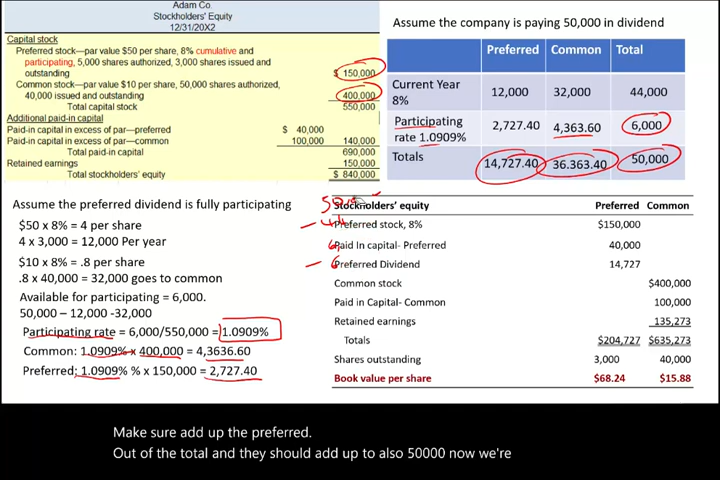 Adam Co
Stockholders' Equity
12/31/20X2
Capital stock
Preferred stock—par value $50 per share, 8% cumulative and
participating, 5,000 shares authorized, 3,000 shares issued and
outstanding $ 150,000
Common stock—par value $10 per share, 50,000 shares authorized,
40,000 issued and outstanding 400,000
Total capital stock 550,000
Additional paid-in capital
Paid-in capital in excess of par—preferred $ 40,000
Paid-in capital in excess of par—common 100,000 140,000
Total paid-in capital 690,000
Retained earnings 150,000
Total stockholders' equity $ 840,000
Assume the company is paying 50,000 in dividend
Preferred Common Total
Current Year 8% 12,000 32,000 44,000
Participating rate 1.0909% 2,727.40 4,363.60 6,000
Totals 14,727.40 36.363.40 50,000
Assume the preferred dividend is fully participating
$50 x 8% = 4 per share
4 x 3,000 = 12,000 Per year
$10 x 8% = .8 per share
.8 x 40,000 = 32,000 goes to common
Available for participating = 6,000.
50,000 – 12,000 -32,000
Participating rate = 6,000/550,000 = 1.0909%
Common: 1.0909% x 400,000 = 4,3636.60
Preferred; 1.0909% % x 150,000 = 2,727.40
Stockholders' equity Preferred Common
Preferred stock, 8% $150,000
Paid In capital- Preferred 40,000
Preferred Dividend 14,727
Common stock $400,000
Paid in Capital- Common 100,000
Retained earnings 135,273
Totals $204,727 $635,273
Shares outstanding 3,000 40,000
Book value per share $68.24 $15.88
Make sure add up the preferred.
Out of the total and they should add up to also 50000 now we're